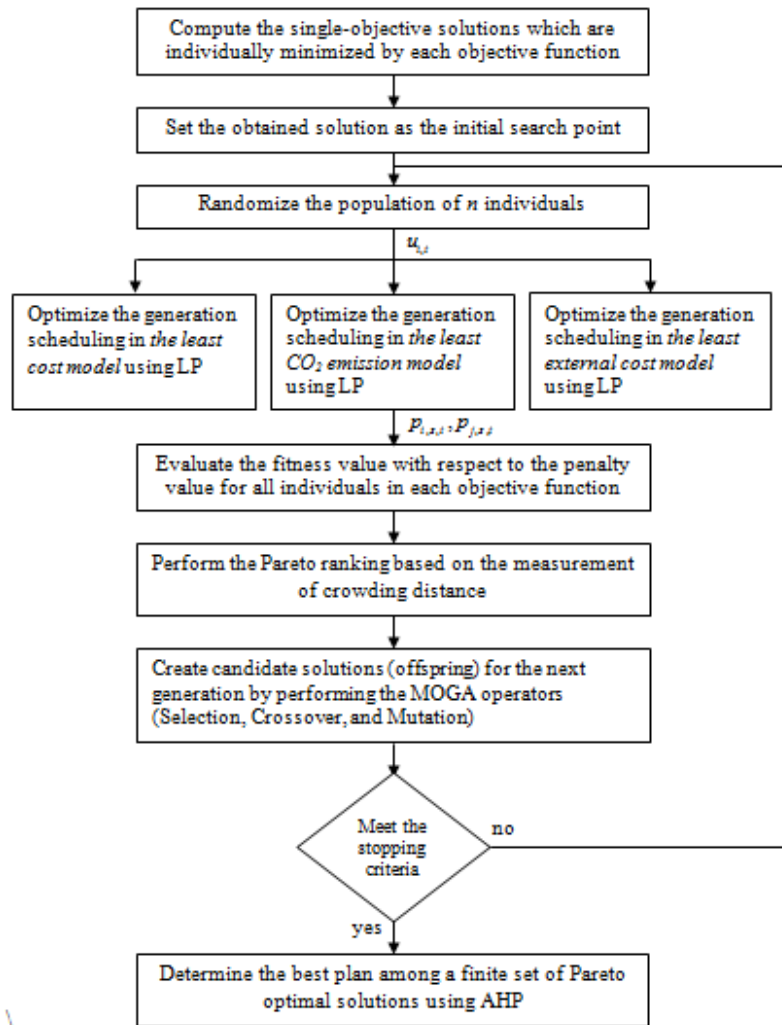 Compute the single-objective solutions which are
individually minimized by each objective function
Set the obtained solution as the initial search point
Randomize the population of n individuals
u_{i,t}
Optimize the generation
scheduling in the least
cost model using LP
Optimize the generation
scheduling in the least
CO₂ emission model
using LP
Optimize the generation
scheduling in the least
external cost model
using LP
p_{i,s,t}, p_{j,s,t}
Evaluate the fitness value with respect to the penalty
value for all individuals in each objective function
Perform the Pareto ranking based on the measurement
of crowding distance
Create candidate solutions (offspring) for the next
generation by performing the MOGA operators
(Selection, Crossover, and Mutation)
Meet the
stopping
criteria
no
yes
Determine the best plan among a finite set of Pareto
optimal solutions using AHP